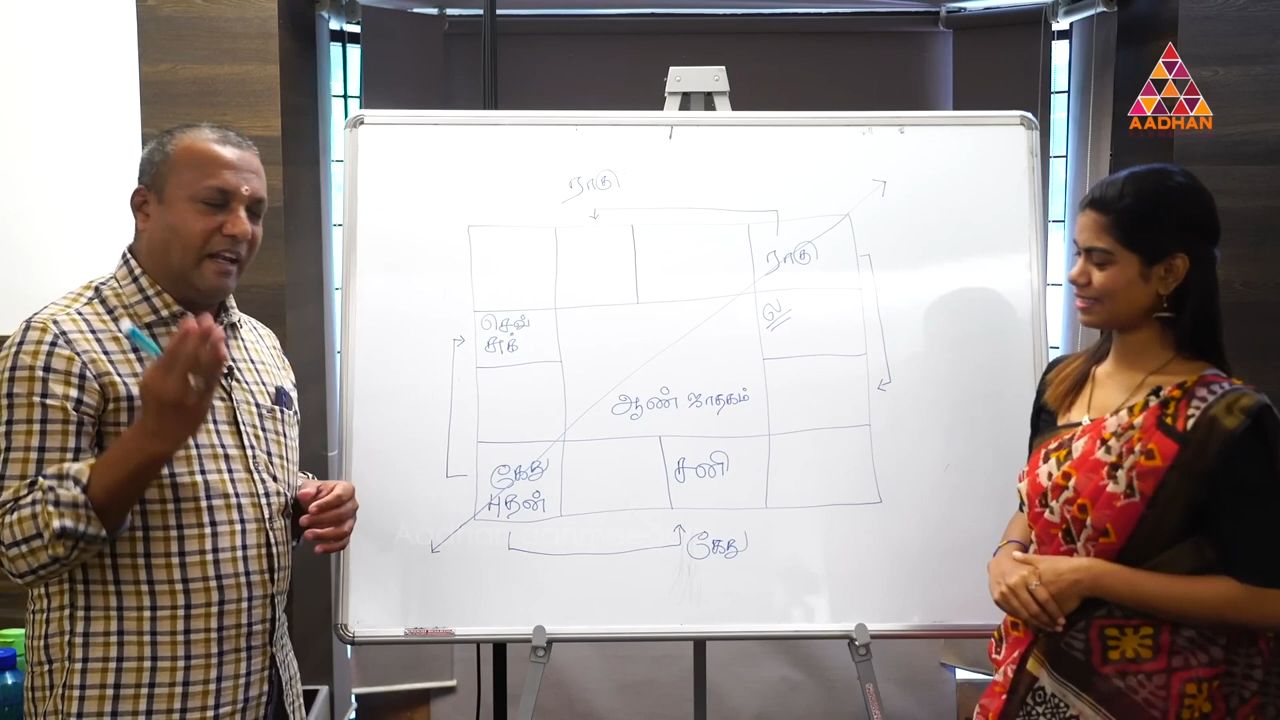 AADHAN
ராகு
ராகு
செவ்
சுக்
ல
ஆண் ஜாதகம்
கேது
புதன்
சனி
கேது